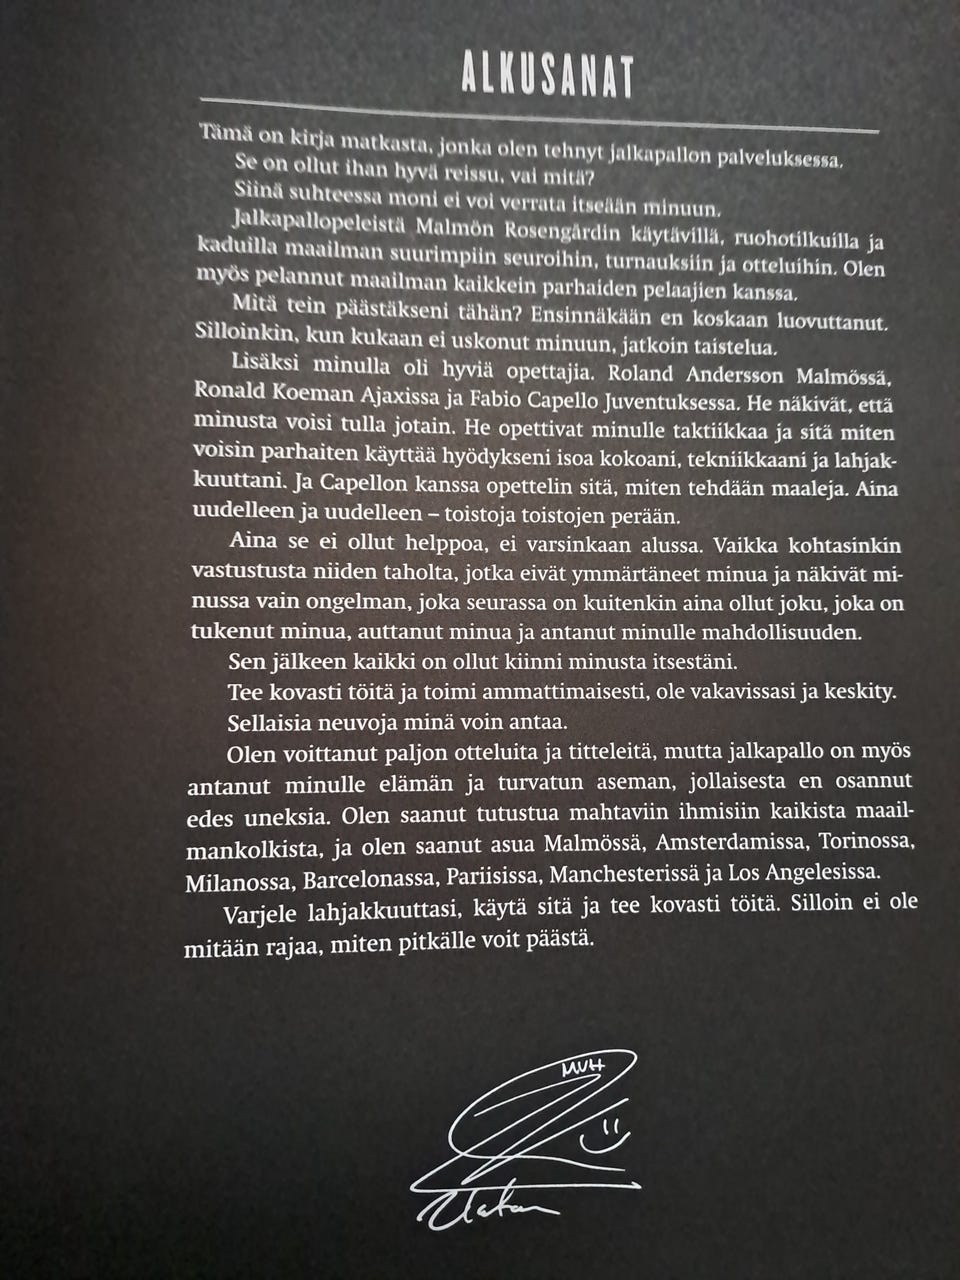 ALKUSANAT
Tämä on kirja matkasta, jonka olen tehnyt jalkapallon palveluksessa.
Se on ollut ihan hyvä reissu, vai mitä?
Siinä suhteessa moni ei voi verrata itseään minuun.
Jalkapallopeleistä Malmön Rosengårdin käytävillä, ruohotilkuilla ja
kaduilla maailman suurimpiin seuroihin, turnauksiin ja otteluihin. Olen
myös pelannut maailman kaikkein parhaiden pelaajien kanssa.
Mitä tein päästäkseni tähän? Ensinnäkään en koskaan luovuttanut.
Silloinkin, kun kukaan ei uskonut minuun, jatkoin taistelua.
Lisäksi minulla oli hyviä opettajia. Roland Andersson Malmössä,
Ronald Koeman Ajaxissa ja Fabio Capello Juventuksessa. He näkivät, että
minusta voisi tulla jotain. He opettivat minulle taktiikkaa ja sitä miten
voisin parhaiten käyttää hyödykseni isoa kokoani, tekniikkaani ja lahjak-
kuuttani. Ja Capellon kanssa opettelin sitä, miten tehdään maaleja. Aina
uudelleen ja uudelleen – toistoja toistojen perään.
Aina se ei ollut helppoa, ei varsinkaan alussa. Vaikka kohtasinkin
vastustusta niiden taholta, jotka eivät ymmärtäneet minua ja näkivät mi-
nussa vain ongelman, joka seurassa on kuitenkin aina ollut joku, joka on
tukenut minua, auttanut minua ja antanut minulle mahdollisuuden.
Sen jälkeen kaikki on ollut kiinni minusta itsestäni.
Tee kovasti töitä ja toimi ammattimaisesti, ole vakavissasi ja keskity.
Sellaisia neuvoja minä voin antaa.
Olen voittanut paljon otteluita ja titteleitä, mutta jalkapallo on myös
antanut minulle elämän ja turvatun aseman, jollaisesta en osannut
edes uneksia. Olen saanut tutustua mahtaviin ihmisiin kaikista maail-
mankolkista, ja olen saanut asua Malmössä, Amsterdamissa, Torinossa,
Milanossa, Barcelonassa, Pariisissa, Manchesterissä ja Los Angelesissa.
Varjele lahjakkuuttasi, käytä sitä ja tee kovasti töitä. Silloin ei ole
mitään rajaa, miten pitkälle voit päästä.
MVH
Zlatan